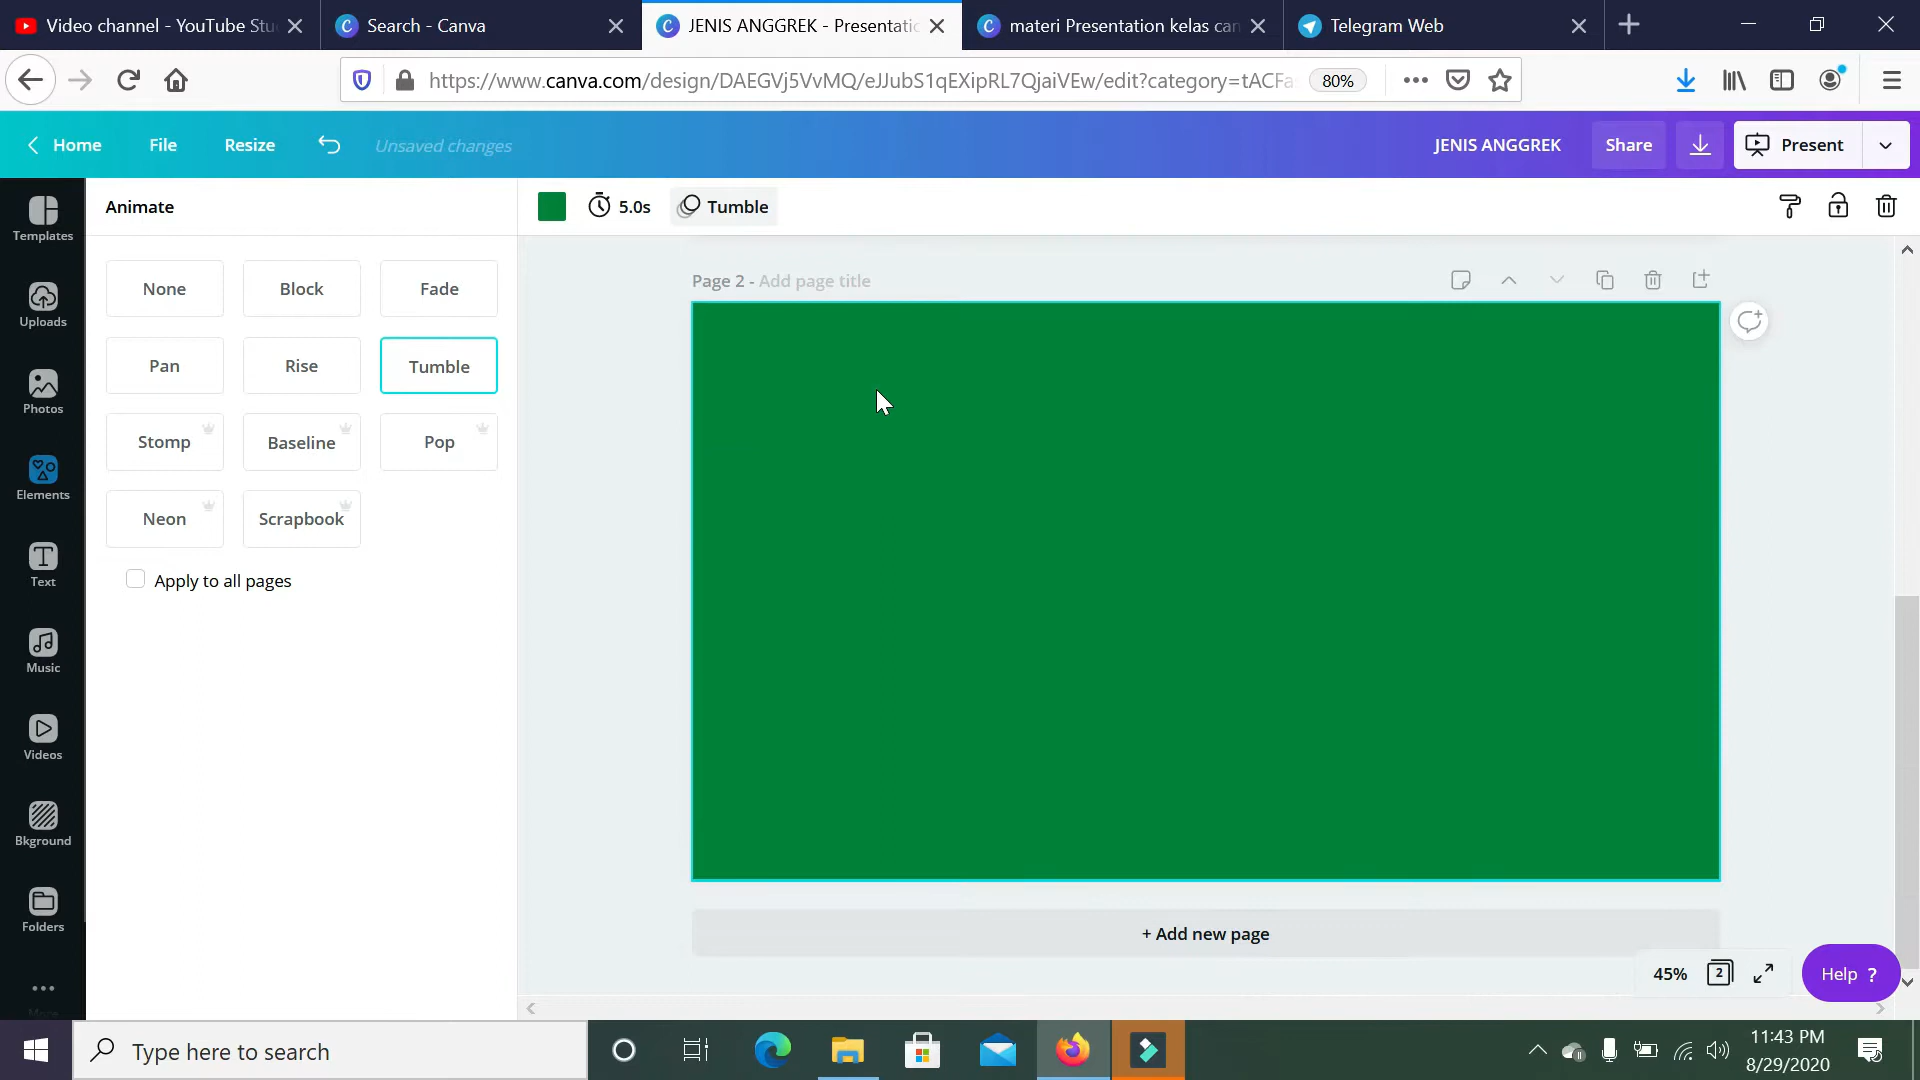 Video channel - YouTube Stu
Search - Canva
JENIS ANGGREK - Presentatic
materi Presentation kelas can
Telegram Web
https://www.canva.com/design/DAEGVj5VvMQ/eJJubS1qEXipRL7QjaiVEw/edit?category=tACFa
80%
Home
File
Resize
Unsaved changes
JENIS ANGGREK
Share
Present
Animate
5.0s
Tumble
Templates
Uploads
Photos
Elements
Text
Music
Videos
Bkground
Folders
More
None
Block
Fade
Pan
Rise
Tumble
Stomp
Baseline
Pop
Neon
Scrapbook
Apply to all pages
Page 2 - Add page title
+ Add new page
45%
2
Help ?
Type here to search
11:43 PM
8/29/2020